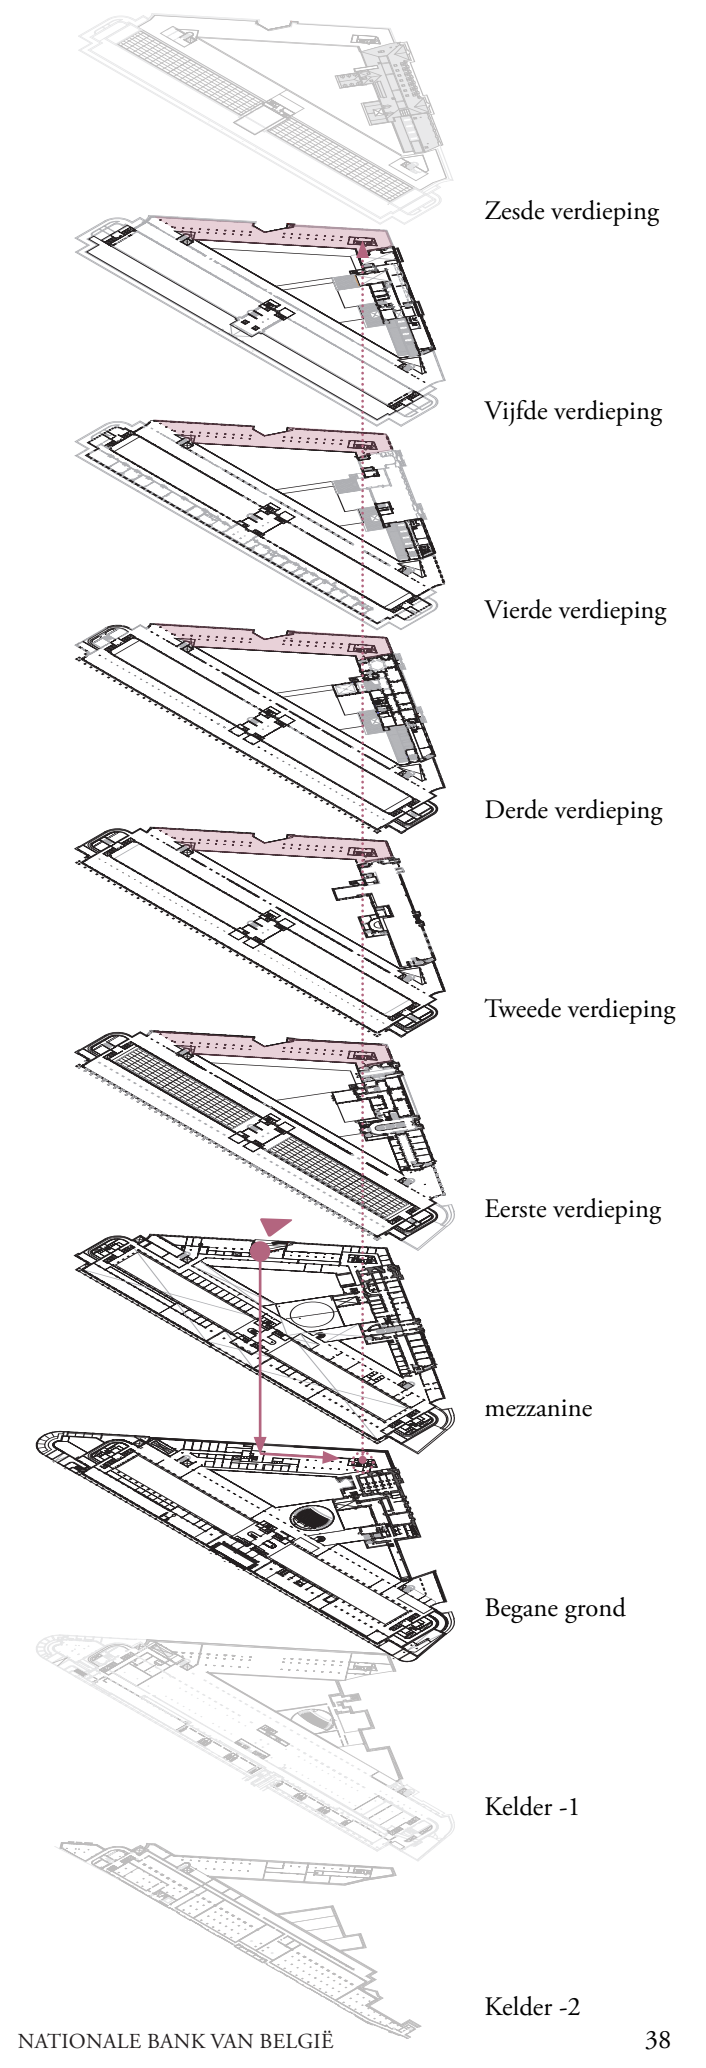 Zesde verdieping
Vijfde verdieping
Vierde verdieping
Derde verdieping
Tweede verdieping
Eerste verdieping
mezzanine
Begane grond
Kelder -1
Kelder -2
NATIONALE BANK VAN BELGIË 38